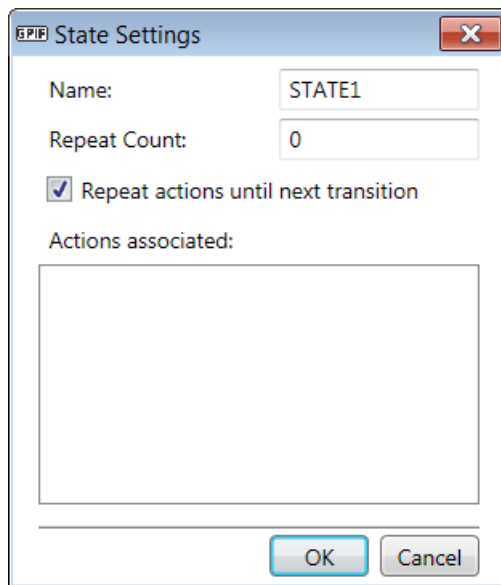 GPIF State Settings
Name: STATE1
Repeat Count: 0
Repeat actions until next transition
Actions associated:
OK Cancel